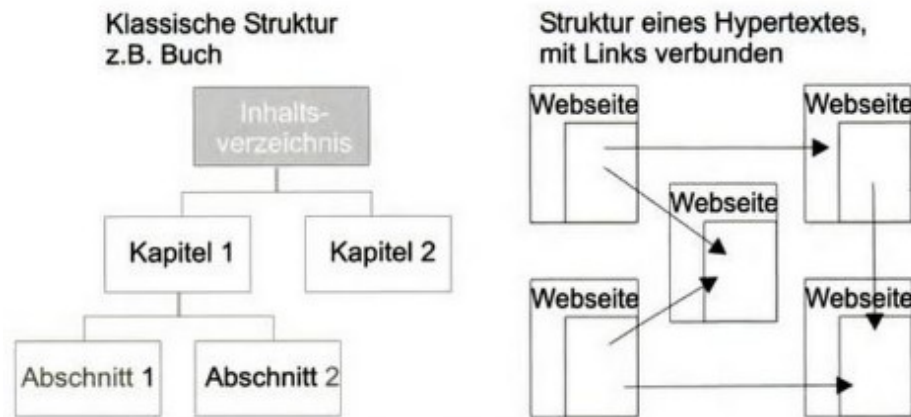 Klassische Struktur
z.B. Buch
Inhalts-
verzeichnis
Kapitel 1
Kapitel 2
Abschnitt 1
Abschnitt 2
Struktur eines Hypertextes,
mit Links verbunden
Webseite
Webseite
Webseite
Webseite
Webseite